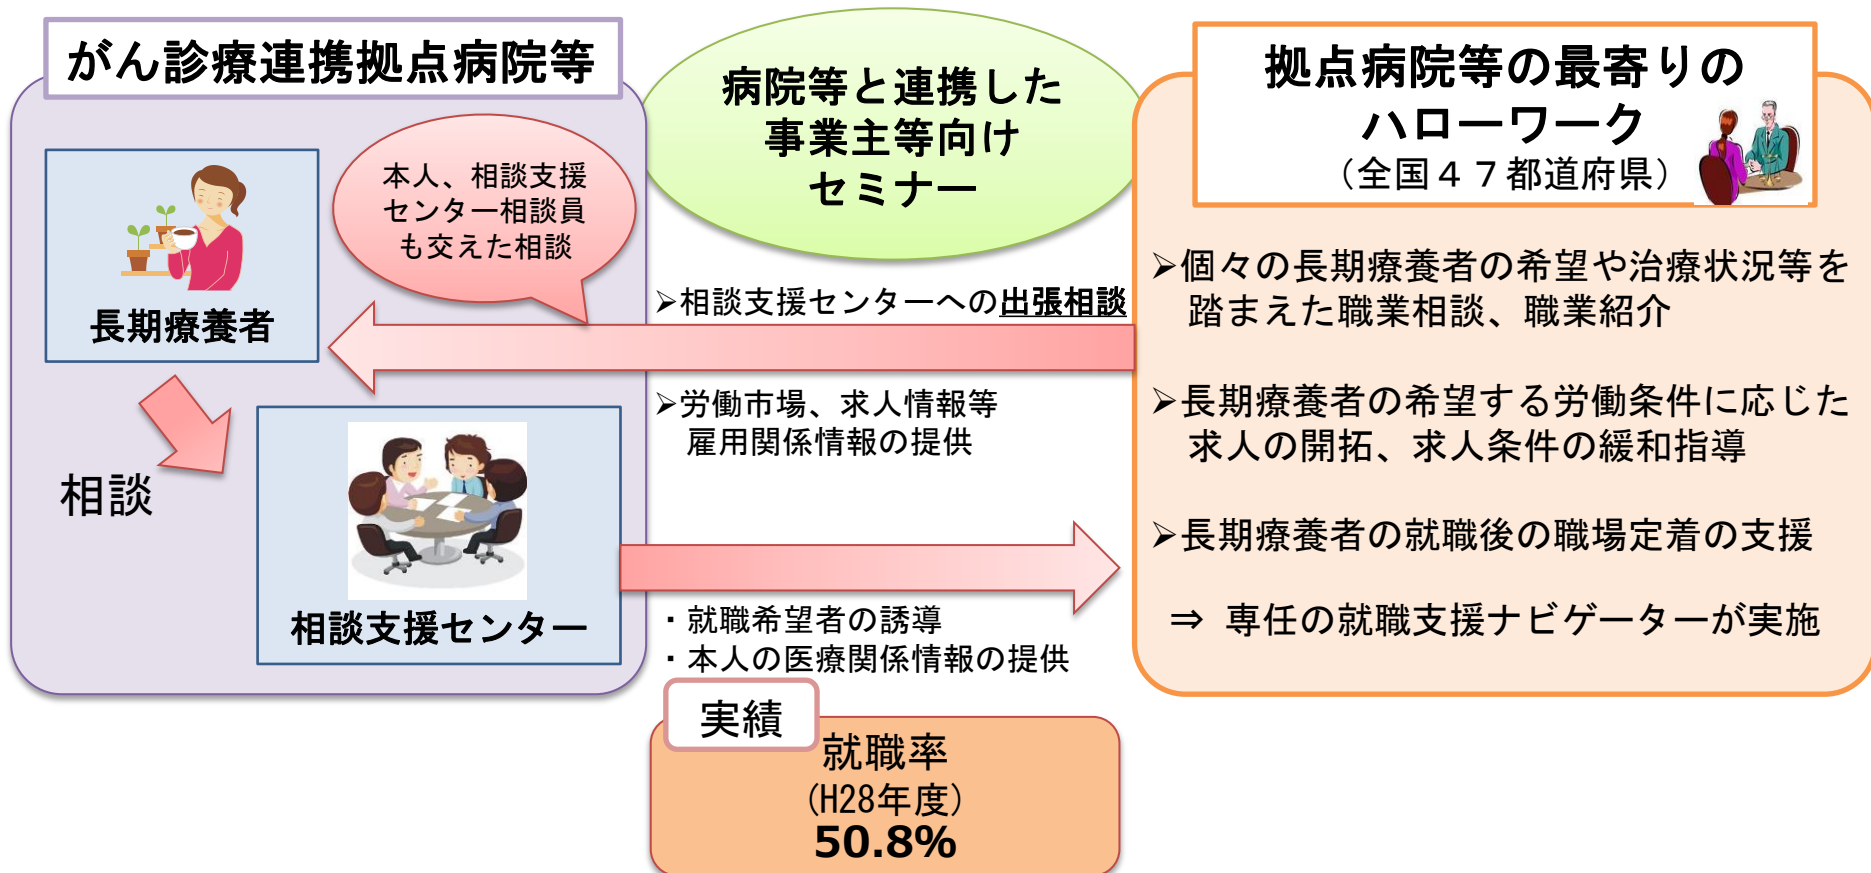 がん診療連携拠点病院等
長期療養者
本人、相談支援
センター相談員
も交えた相談
相談
相談支援センター
病院等と連携した
事業主等向け
セミナー
➢相談支援センターへの出張相談
➢労働市場、求人情報等
雇用関係情報の提供
・就職希望者の誘導
・本人の医療関係情報の提供
拠点病院等の最寄りの
ハローワーク
（全国４７都道府県）
➢個々の長期療養者の希望や治療状況等を
踏まえた職業相談、職業紹介
➢長期療養者の希望する労働条件に応じた
求人の開拓、求人条件の緩和指導
➢長期療養者の就職後の職場定着の支援
⇒ 専任の就職支援ナビゲーターが実施
実績
就職率
（H28年度）
50.8%